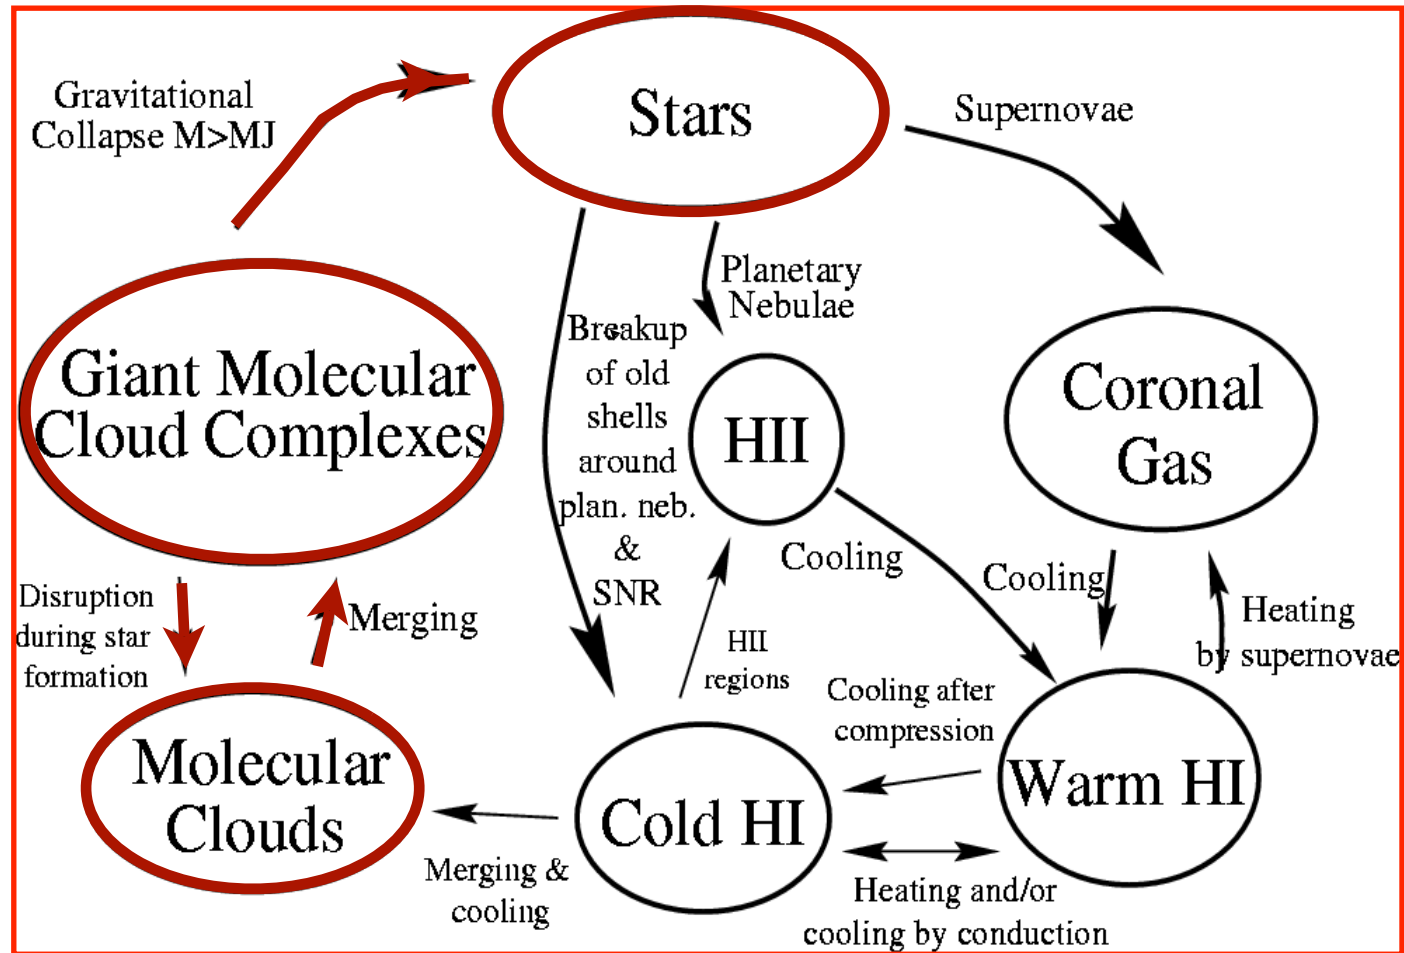 Gravitational
Collapse M>MJ
Stars
Supernovae
Planetary
Nebulae
Breakup
of old
shells
around
plan. neb.
&
SNR
Giant Molecular
Cloud Complexes
HII
Coronal
Gas
Cooling
Cooling
Heating
by supernovae
Disruption
during star
formation
Merging
HII
regions
Cooling after
compression
Molecular
Clouds
Cold HI
Warm HI
Merging &
cooling
Heating and/or
cooling by conduction